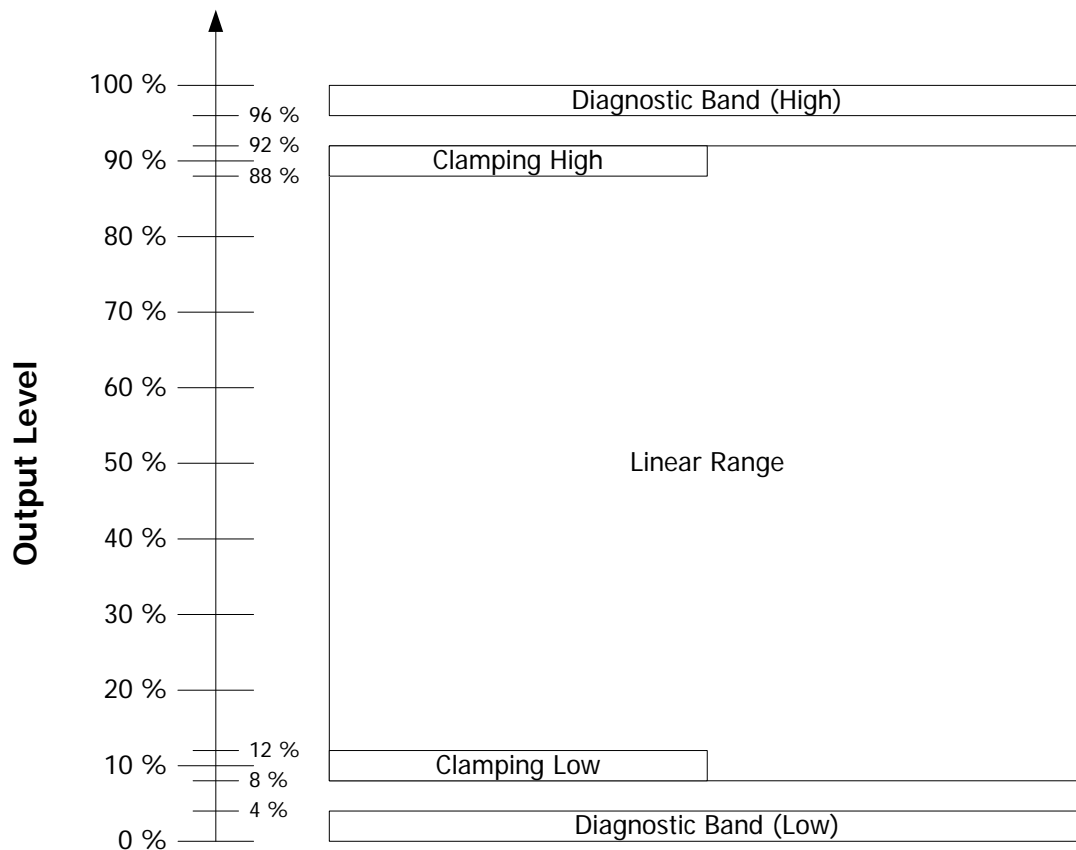 100 %
Diagnostic Band (High)
96 %
92 %
90 %
Clamping High
88 %
80 %
70 %
60 %
Output Level
50 %
Linear Range
40 %
30 %
20 %
12 %
10 %
Clamping Low
8 %
4 %
Diagnostic Band (Low)
0 %